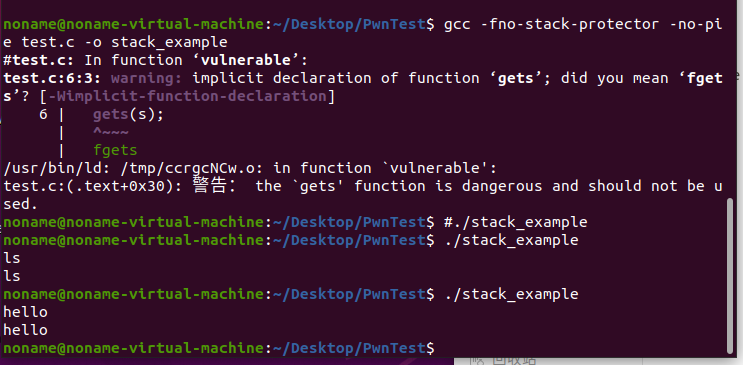 noname@noname-virtual-machine:~/Desktop/PwnTest$ gcc -fno-stack-protector -no-pi
e test.c -o stack_example
#test.c: In function ‘vulnerable’:
test.c:6:3: warning: implicit declaration of function ‘gets’; did you mean ‘fget
s’? [-Wimplicit-function-declaration]
    6 |   gets(s);
      |   ^~~~
      |   fgets
/usr/bin/ld: /tmp/ccrgcNCw.o: in function `vulnerable':
test.c:(.text+0x30): 警告： the `gets' function is dangerous and should not be u
sed.
noname@noname-virtual-machine:~/Desktop/PwnTest$ #./stack_example
noname@noname-virtual-machine:~/Desktop/PwnTest$ ./stack_example
ls
ls
noname@noname-virtual-machine:~/Desktop/PwnTest$ ./stack_example
hello
hello
noname@noname-virtual-machine:~/Desktop/PwnTest$